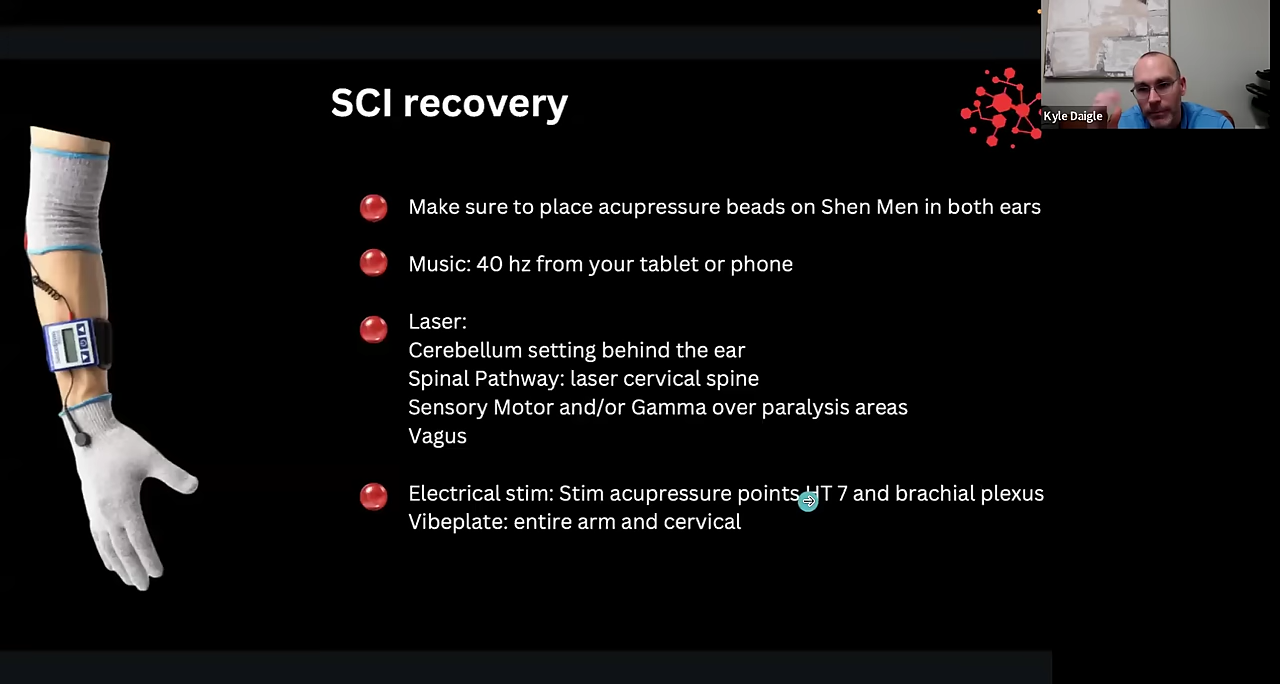 SCI recovery
Kyle Daigle
Make sure to place acupressure beads on Shen Men in both ears
Music: 40 hz from your tablet or phone
Laser:
Cerebellum setting behind the ear
Spinal Pathway: laser cervical spine
Sensory Motor and/or Gamma over paralysis areas
Vagus
Electrical stim: Stim acupressure points HT 7 and brachial plexus
Vibeplate: entire arm and cervical